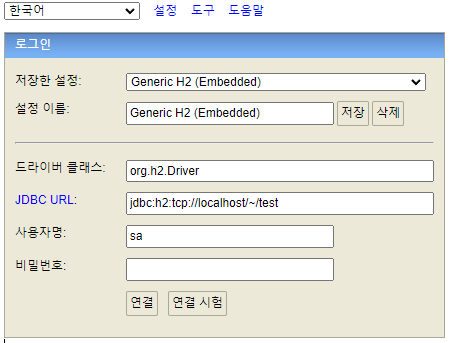 한국어 설정 도구 도움말
로그인
저장한 설정: Generic H2 (Embedded)
설정 이름: Generic H2 (Embedded) 저장 삭제
드라이버 클래스: org.h2.Driver
JDBC URL: jdbc:h2:tcp://localhost/~/test
사용자명: sa
비밀번호:
연결 연결 시험